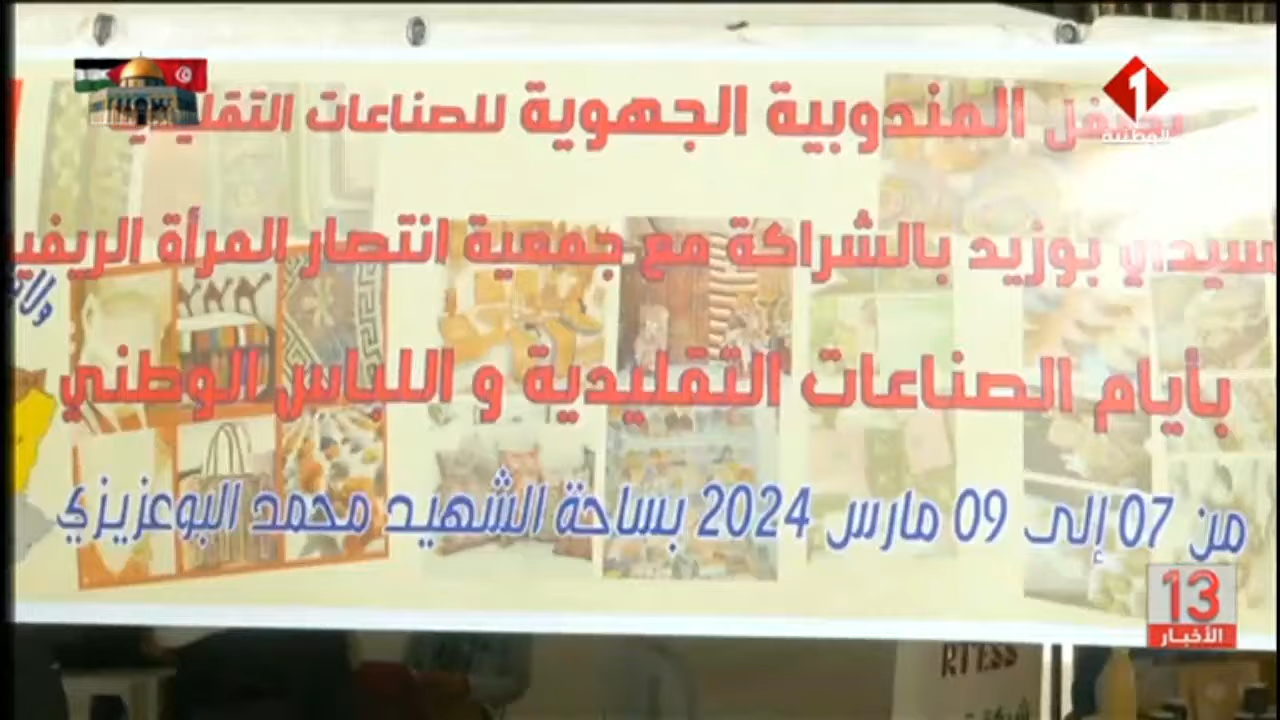 تحتفل المندوبية الجهوية للصناعات التقليدية
سيدي بوزيد بالشراكة مع جمعية انتصار المرأة الريفية
بأيام الصناعات التقليدية و اللباس الوطني
من 07 إلى 09 مارس 2024 بساحة الشهيد محمد البوعزيزي
1
الوطنية
13
الأخبار